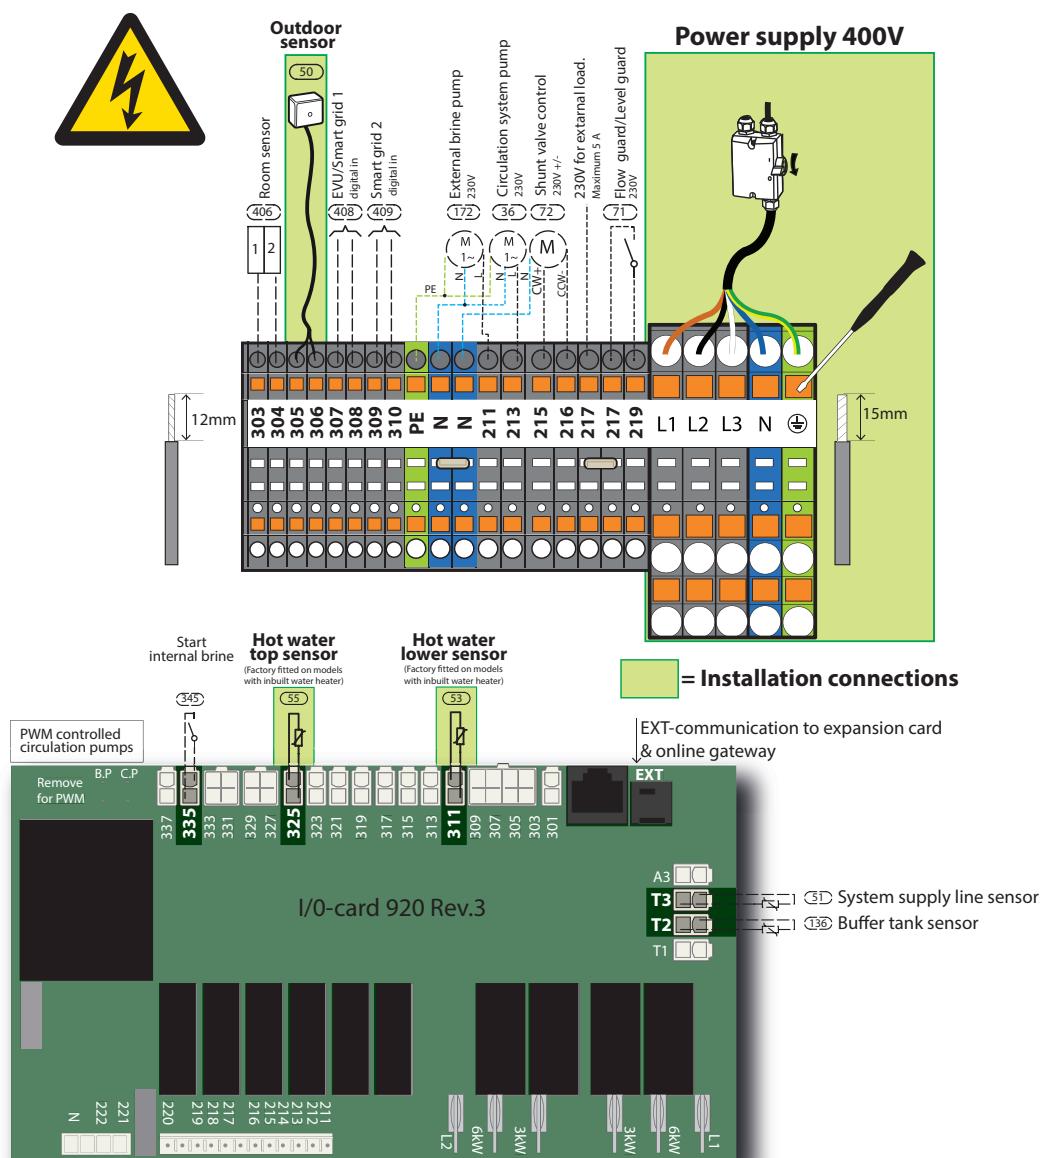 Outdoor
sensor
50
Power supply 400V
Room sensor
406
1 2
EVU/Smart grid 1
digital in
408
Smart grid 2
digital in
409
External brine pump
230V
172
M
1~
Circulation system pump
230V
36
M
1~
Shunt valve control
230V +/-
72
M
230V for extarnal load.
Maximum 5 A
Flow guard/Level guard
230V
71
PE
N
L
N
L
N
CW+
CCW-
12mm
303 304 305 306 307 308 309 310 PE N N 211 213 215 216 217 217 219 L1 L2 L3 N
15mm
Start
internal brine
345
Hot water
top sensor
(Factory fitted on models
with inbuilt water heater)
55
Hot water
lower sensor
(Factory fitted on models
with inbuilt water heater)
53
= Installation connections
PWM controlled
circulation pumps
EXT-communication to expansion card
& online gateway
Remove
for PWM
B.P C.P
EXT
337 335 333 331 329 327 325 323 321 319 317 315 313 311 309 307 305 303 301
A3
T3
51 System supply line sensor
T2
136 Buffer tank sensor
T1
I/0-card 920 Rev.3
N 222 221 220 219 218 217 216 215 214 213 212 211
L2 6kW 3kW 3kW 6kW L1